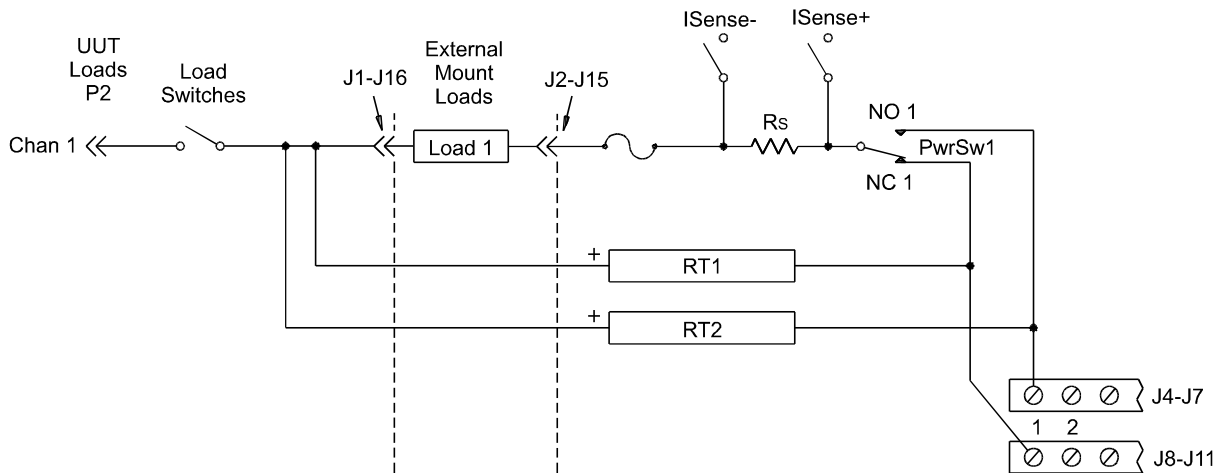 ISense-
ISense+
UUT
Loads
P2
Load
Switches
J1-J16
External
Mount
Loads
J2-J15
Chan 1
Load 1
Rs
NO 1
PwrSw1
NC 1
+
RT1
+
RT2
J4-J7
1 2
J8-J11